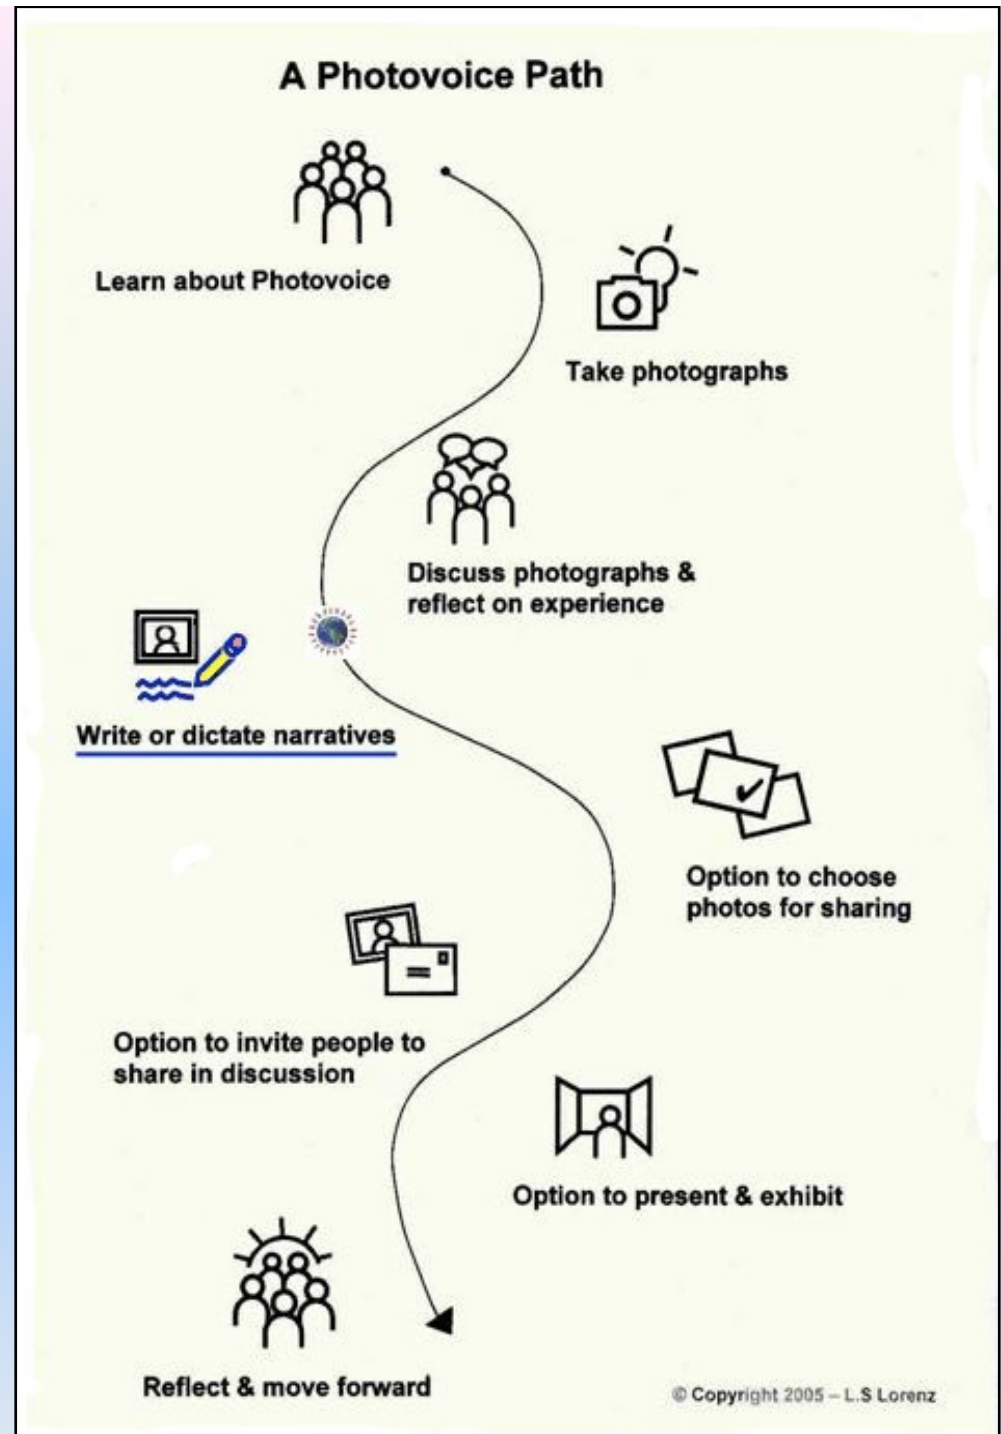 A Photovoice Path
Learn about Photovoice
Take photographs
Discuss photographs &
reflect on experience
Write or dictate narratives
Option to choose
photos for sharing
Option to invite people to
share in discussion
Option to present & exhibit
Reflect & move forward
© Copyright 2005 – L.S Lorenz